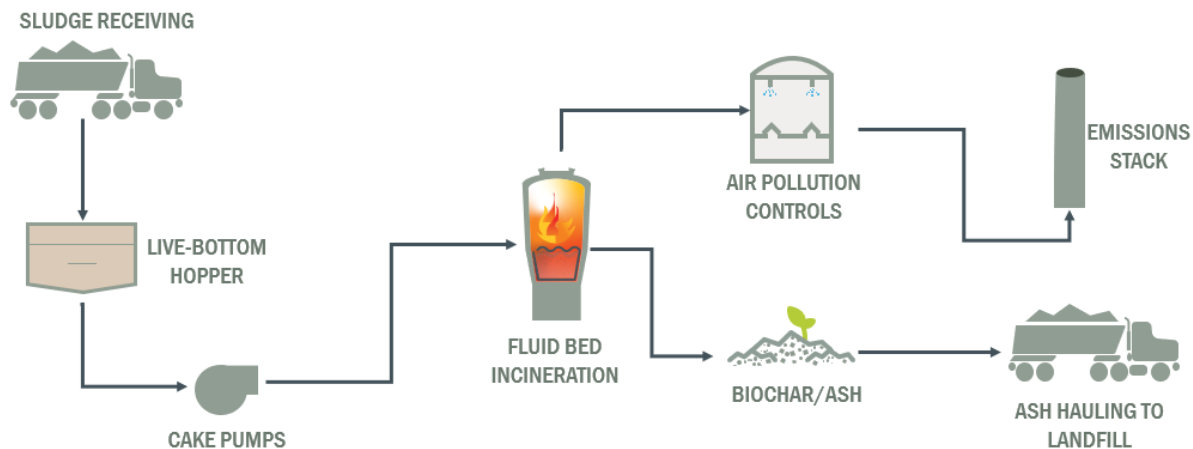 SLUDGE RECEIVING
LIVE-BOTTOM
HOPPER
CAKE PUMPS
FLUID BED
INCINERATION
AIR POLLUTION
CONTROLS
EMISSIONS
STACK
BIOCHAR/ASH
ASH HAULING TO
LANDFILL